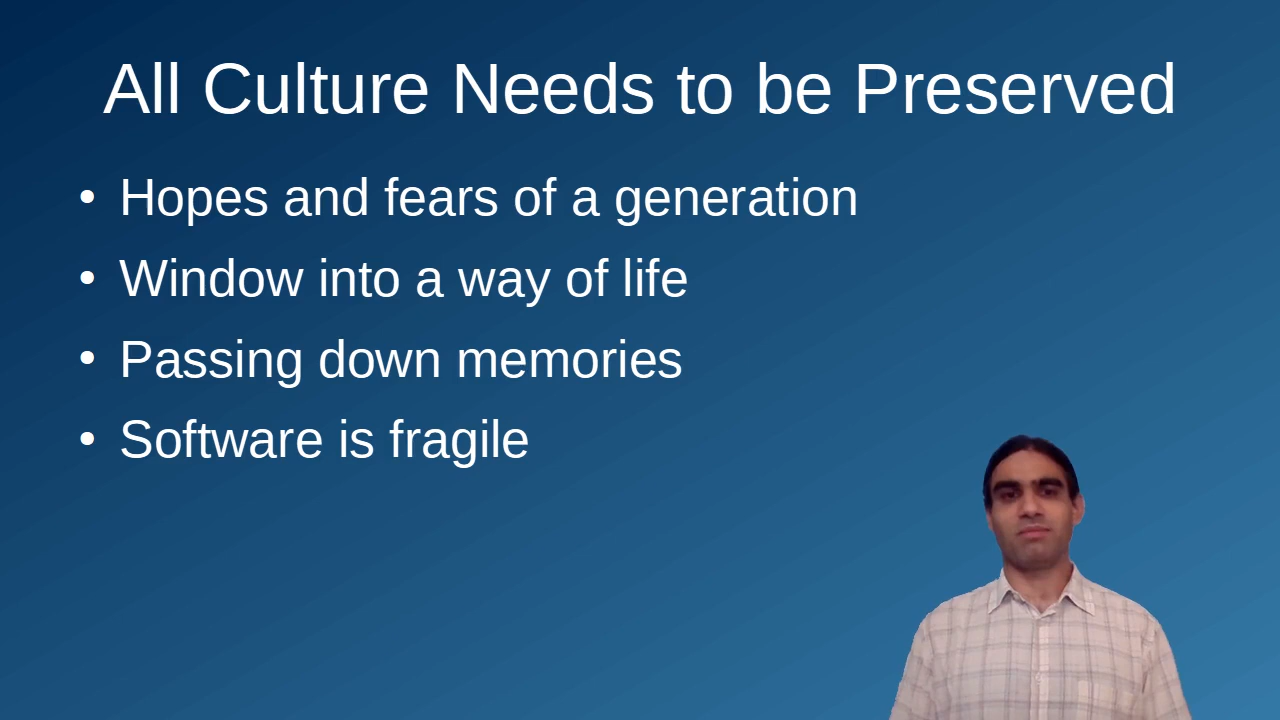 All Culture Needs to be Preserved
• Hopes and fears of a generation
• Window into a way of life
• Passing down memories
• Software is fragile